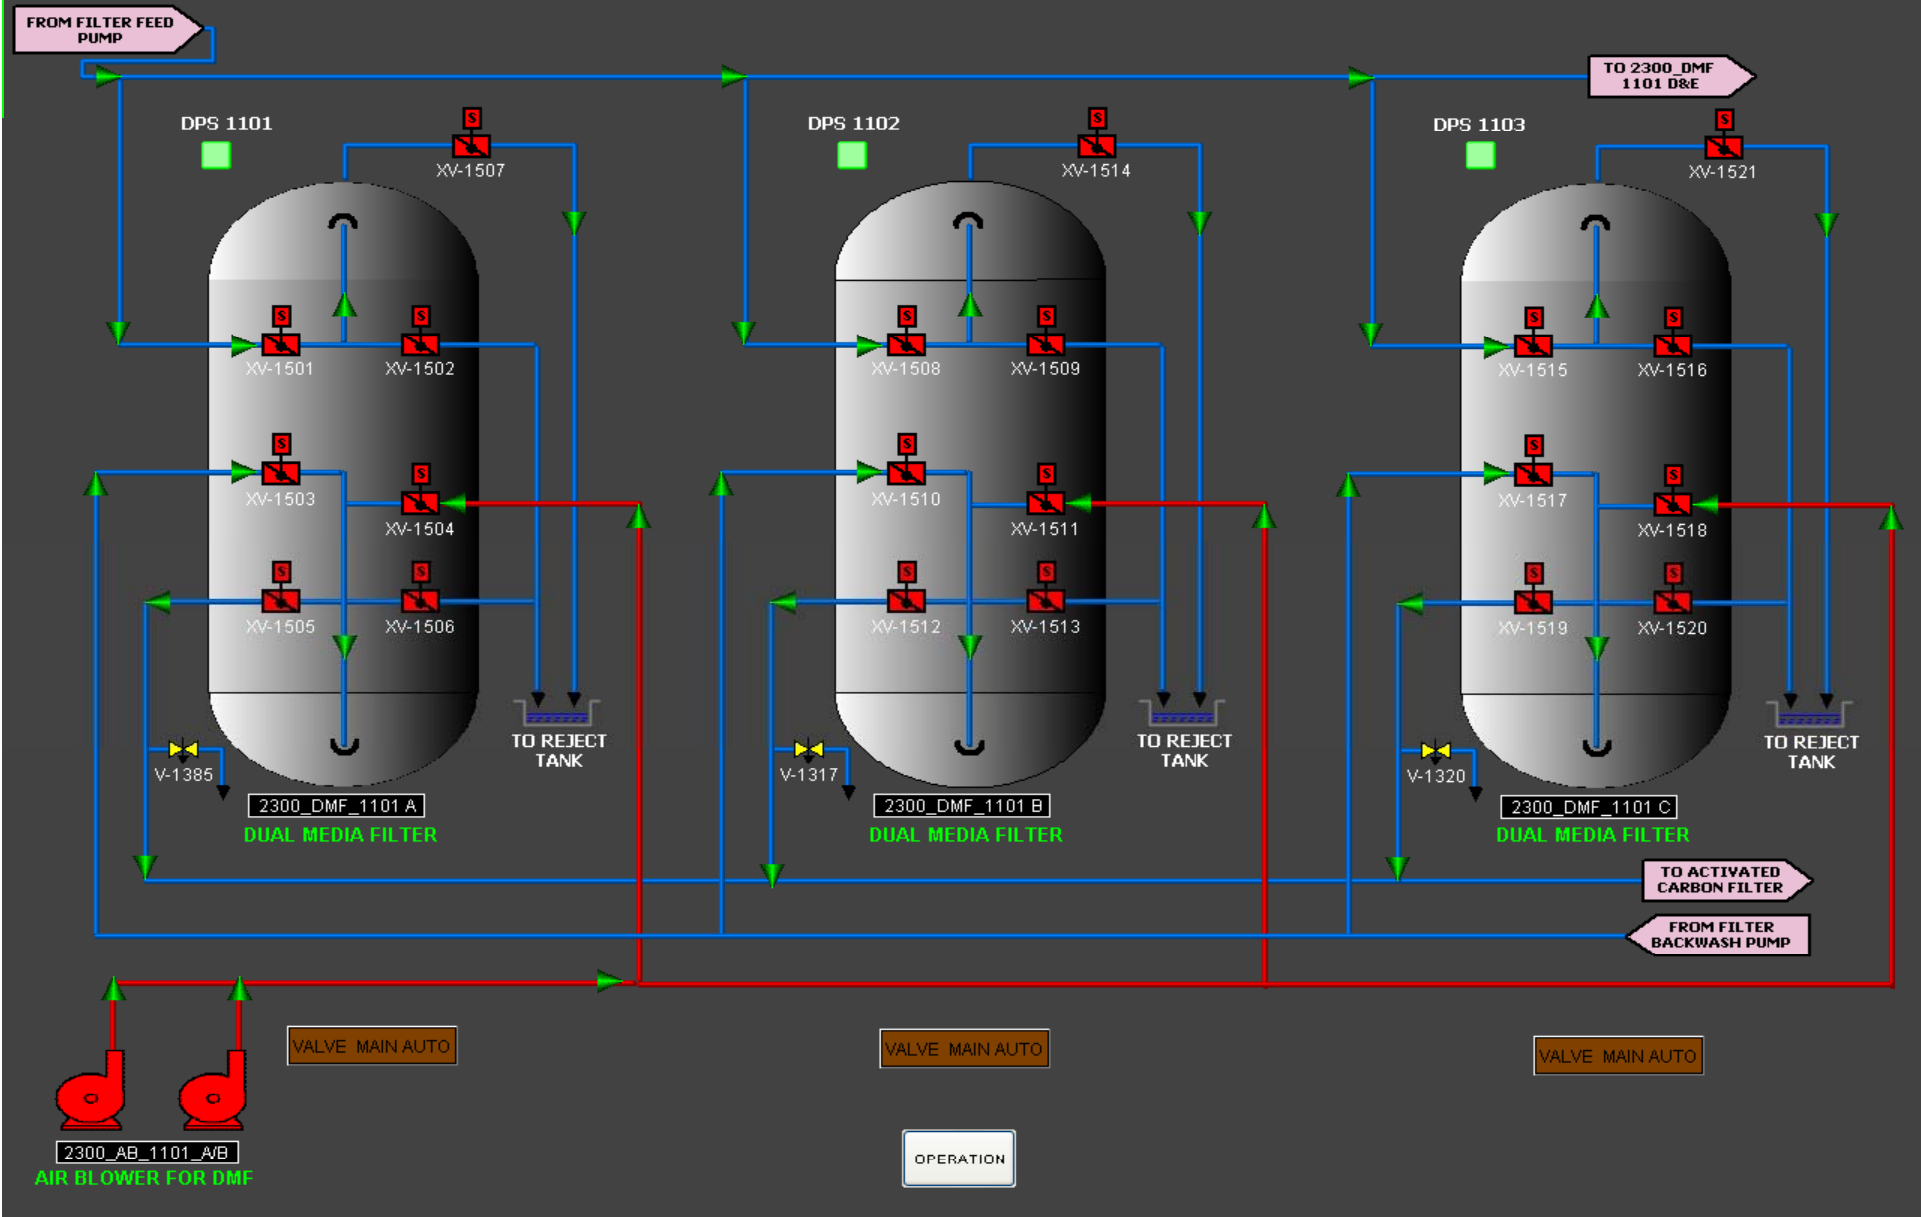 FROM FILTER FEED
PUMP
TO 2300_DMF
1101 D&E
DPS 1101
DPS 1102
DPS 1103
S
S
S
XV-1507
XV-1514
XV-1521
S
S
S
S
S
S
XV-1501
XV-1502
XV-1508
XV-1509
XV-1515
XV-1516
S
S
S
S
S
S
XV-1503
XV-1510
XV-1517
XV-1504
XV-1511
XV-1518
S
S
S
S
S
S
XV-1505
XV-1506
XV-1512
XV-1513
XV-1519
XV-1520
TO REJECT
TANK
TO REJECT
TANK
TO REJECT
TANK
V-1385
V-1317
V-1320
2300_DMF_1101 A
2300_DMF_1101 B
2300_DMF_1101 C
DUAL MEDIA FILTER
DUAL MEDIA FILTER
DUAL MEDIA FILTER
TO ACTIVATED
CARBON FILTER
FROM FILTER
BACKWASH PUMP
VALVE MAIN AUTO
VALVE MAIN AUTO
VALVE MAIN AUTO
2300_AB_1101_A/B
AIR BLOWER FOR DMF
OPERATION